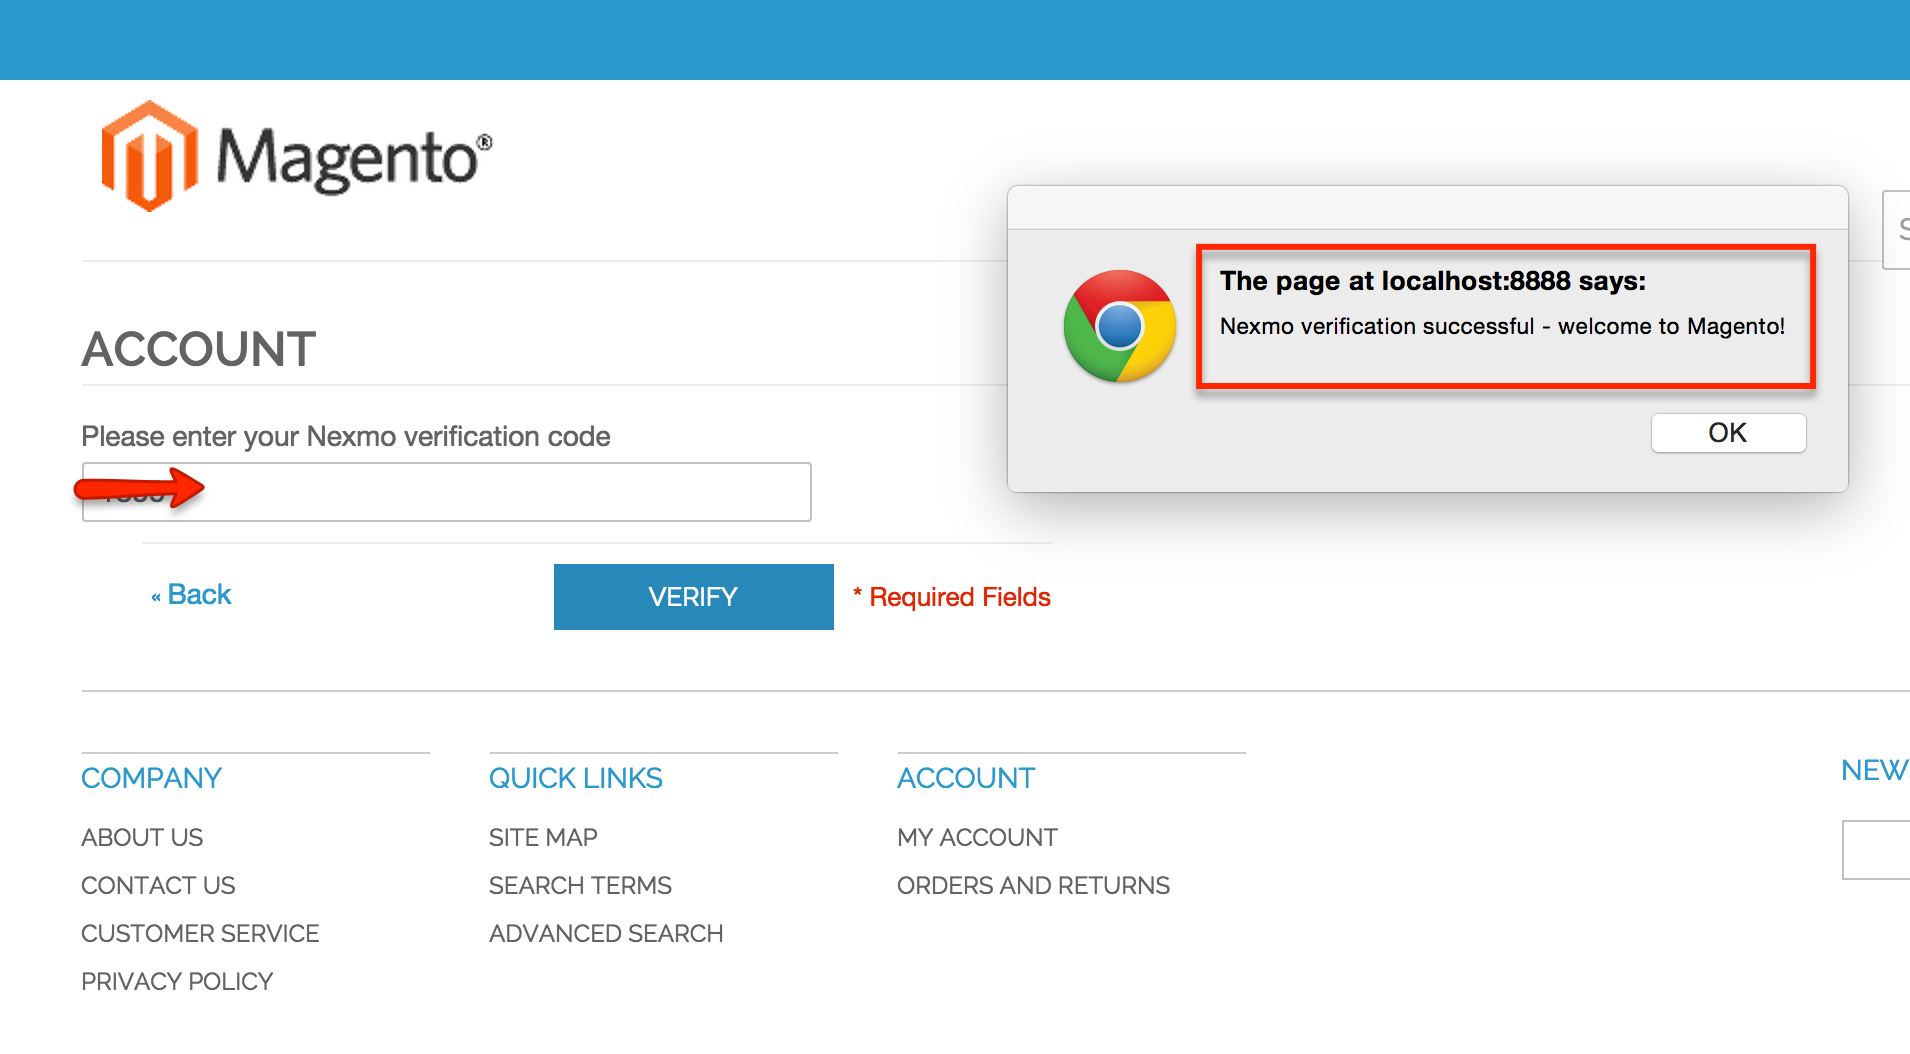 Magento®
The page at localhost:8888 says:
Nexmo verification successful - welcome to Magento!
OK
ACCOUNT
Please enter your Nexmo verification code
« Back
VERIFY
* Required Fields
COMPANY
ABOUT US
CONTACT US
CUSTOMER SERVICE
PRIVACY POLICY
QUICK LINKS
SITE MAP
SEARCH TERMS
ADVANCED SEARCH
ACCOUNT
MY ACCOUNT
ORDERS AND RETURNS
NEW